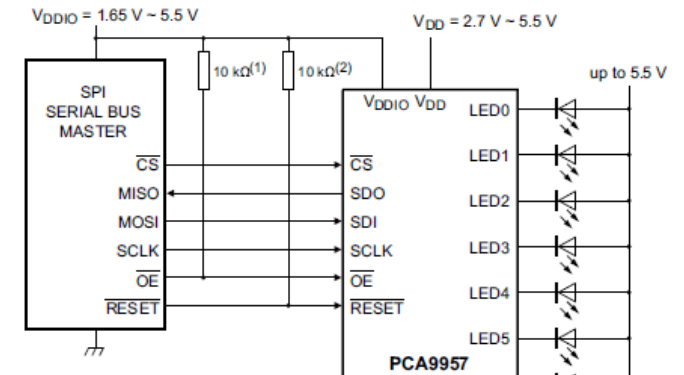 VDDIO = 1.65 V ~ 5.5 V
VDD = 2.7 V ~ 5.5 V
10 kΩ(1)
10 kΩ(2)
up to 5.5 V
SPI
SERIAL BUS
MASTER
CS
MISO
MOSI
SCLK
OE
RESET
VDDIO VDD
CS
SDO
SDI
SCLK
OE
RESET
LED0
LED1
LED2
LED3
LED4
LED5
PCA9957